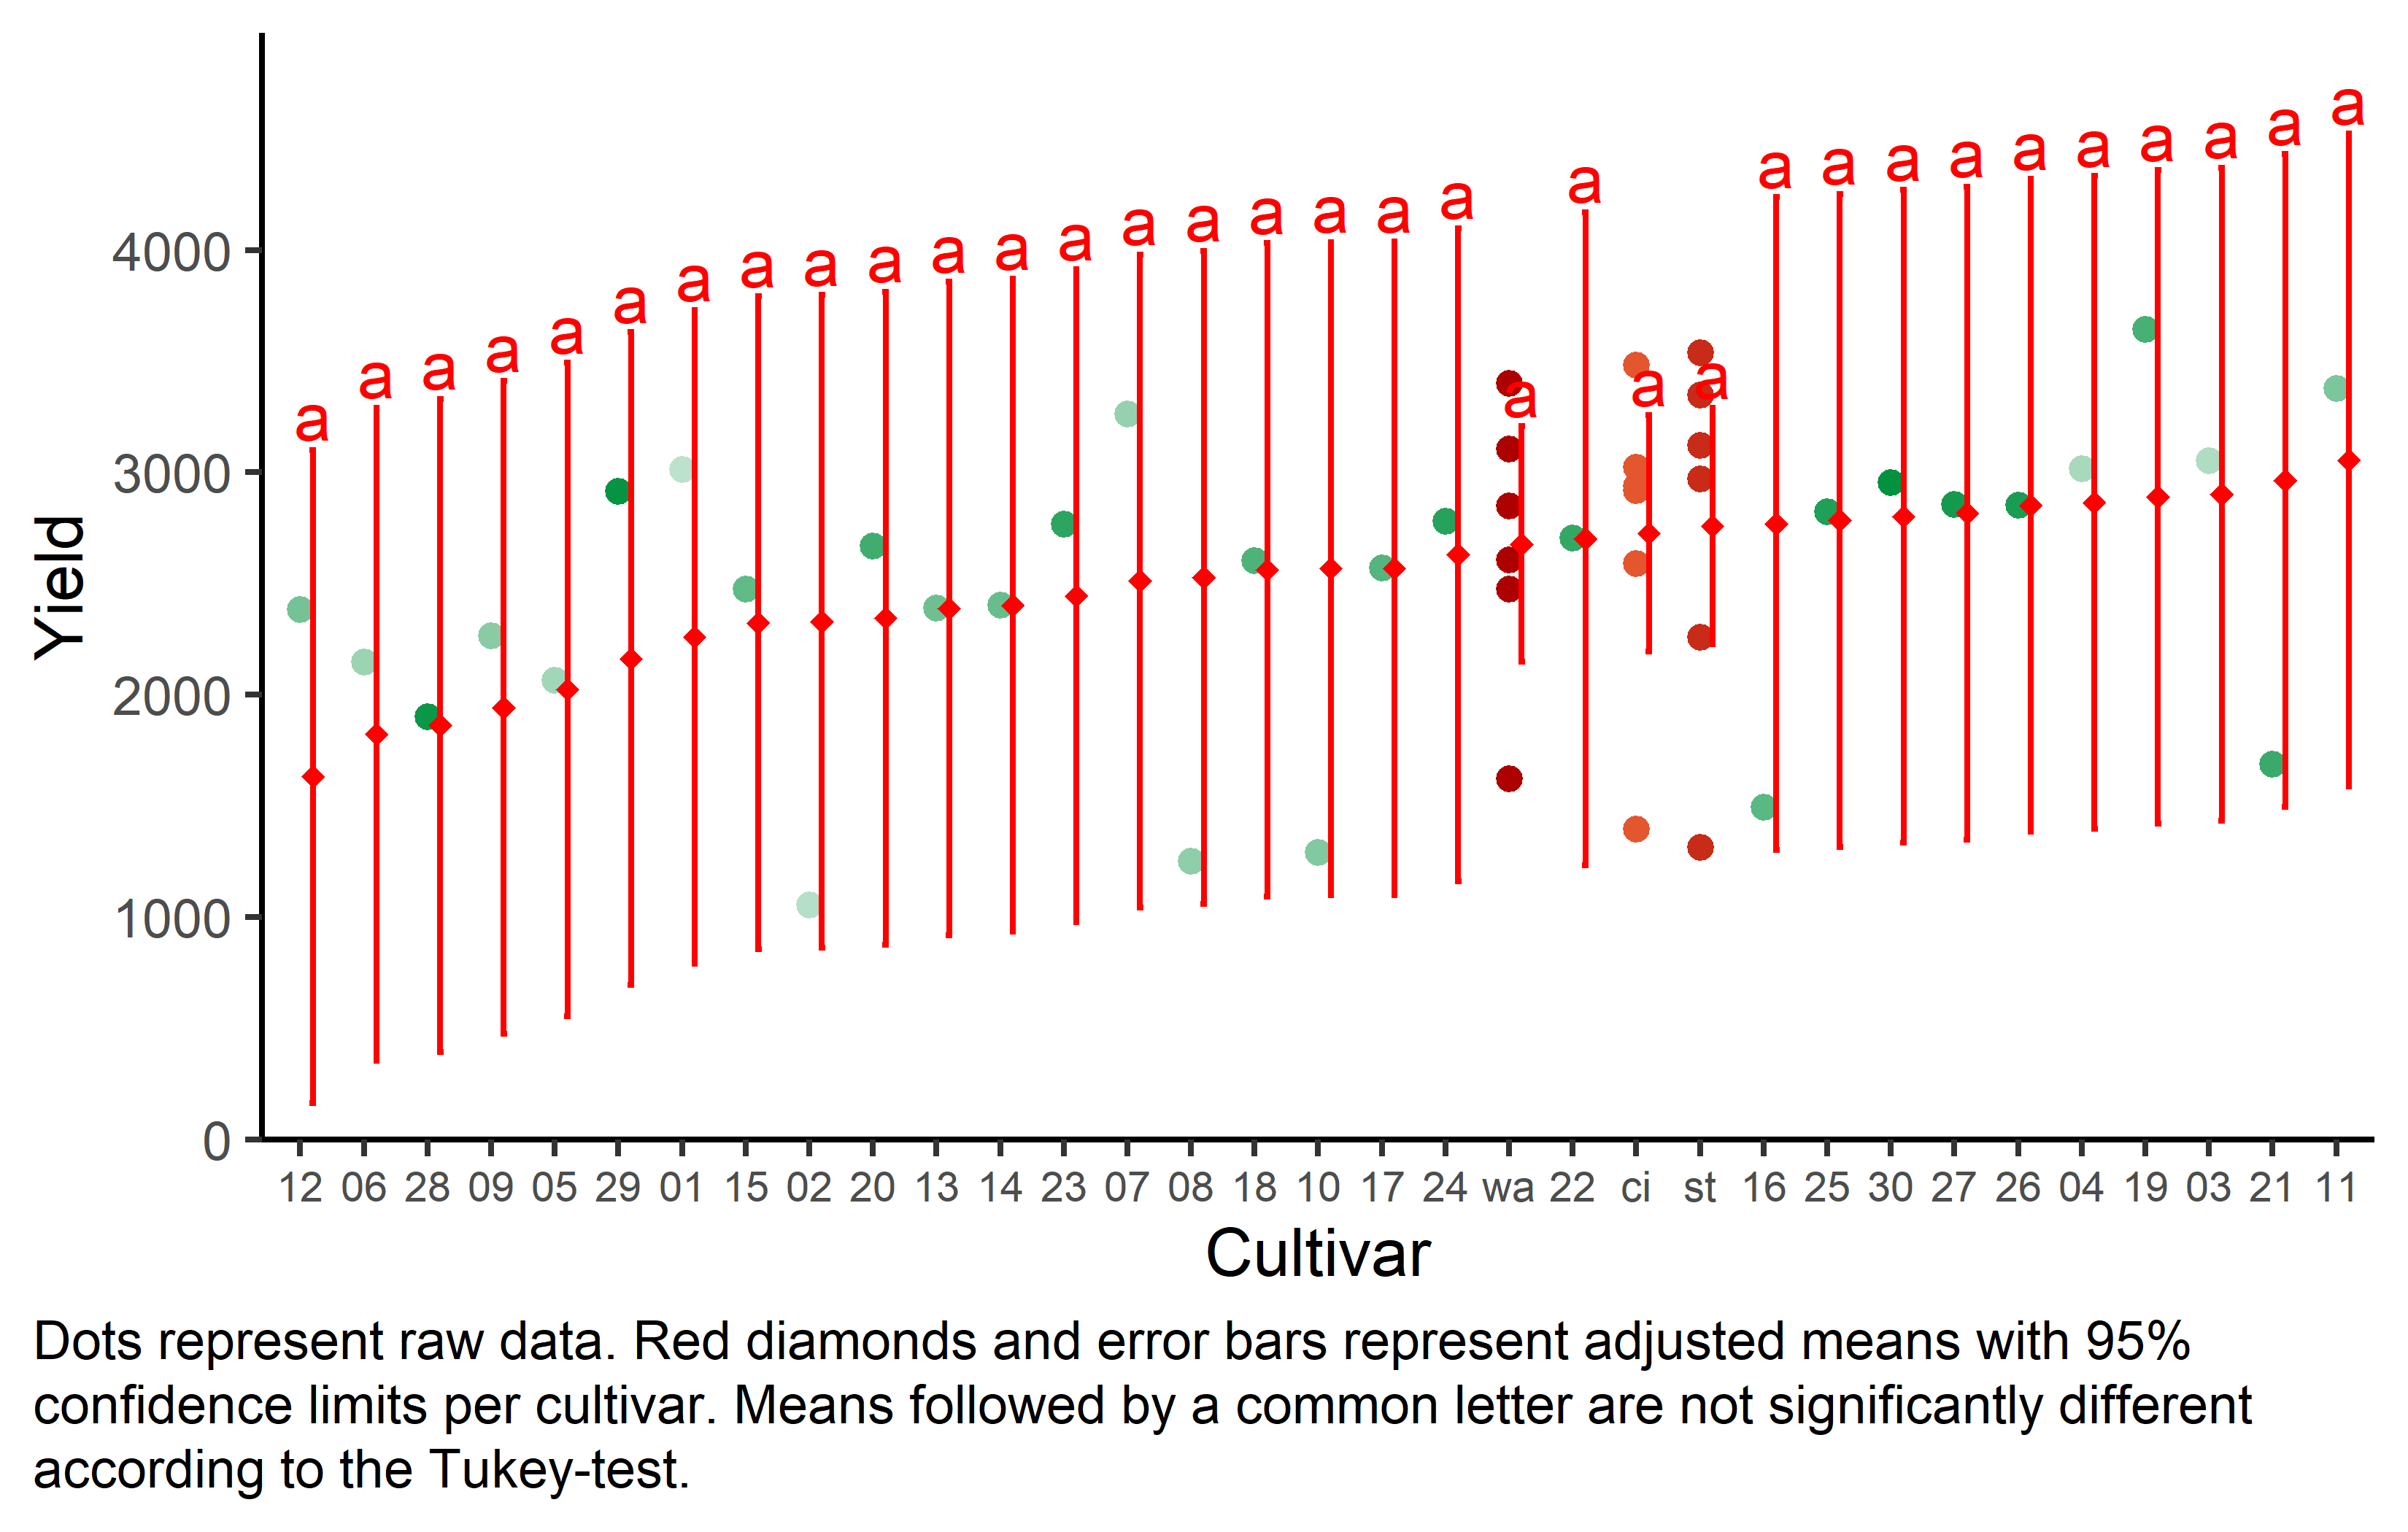 a a a a a a a a a a a a a a a a a a a a a a a a a a a a a a a a a
Yield
4000
3000
2000
1000
0
12 06 28 09 05 29 01 15 02 20 13 14 23 07 08 18 10 17 24 wa 22 ci st 16 25 30 27 26 04 19 03 21 11
Cultivar
Dots represent raw data. Red diamonds and error bars represent adjusted means with 95%
confidence limits per cultivar. Means followed by a common letter are not significantly different
according to the Tukey-test.